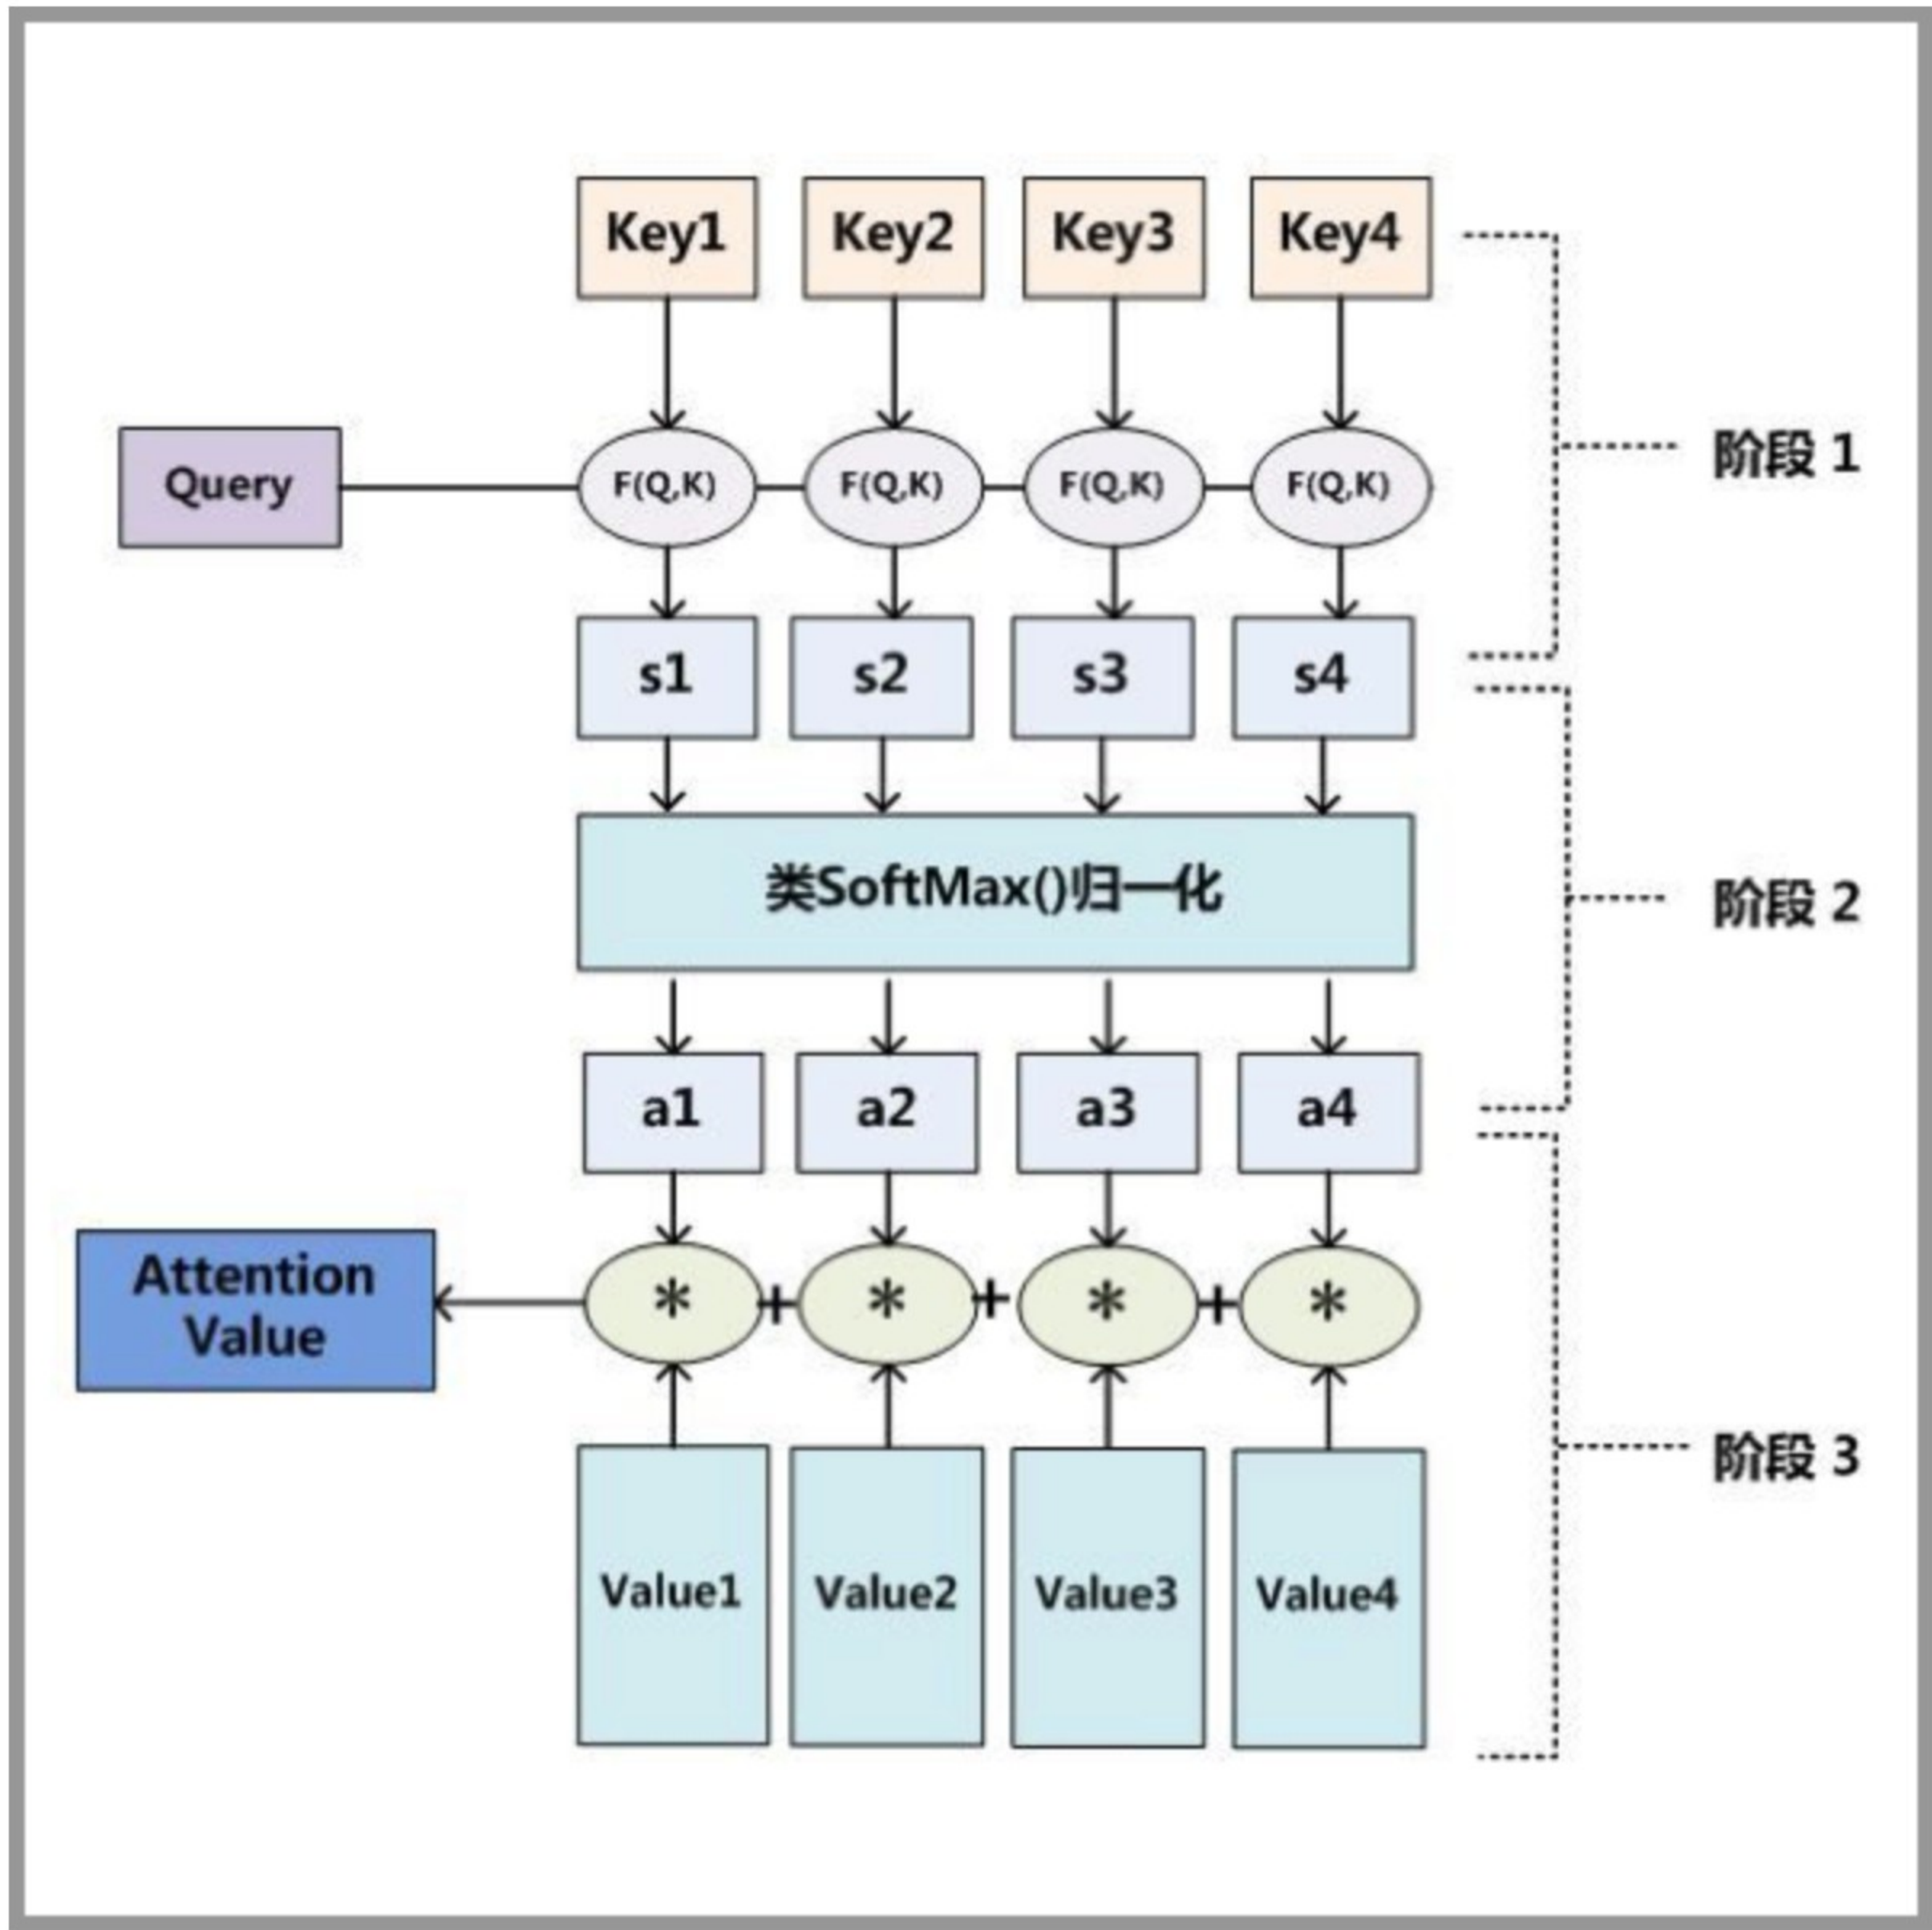 Key1 Key2 Key3 Key4
Query F(Q,K) F(Q,K) F(Q,K) F(Q,K)
阶段 1
s1 s2 s3 s4
类SoftMax()归一化
阶段 2
a1 a2 a3 a4
Attention
Value
* + * + * + *
阶段 3
Value1 Value2 Value3 Value4